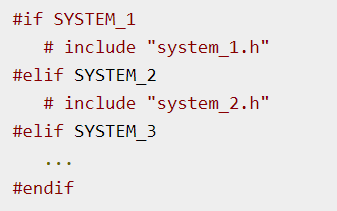 #if SYSTEM_1
   # include "system_1.h"
#elif SYSTEM_2
   # include "system_2.h"
#elif SYSTEM_3
   ...
#endif